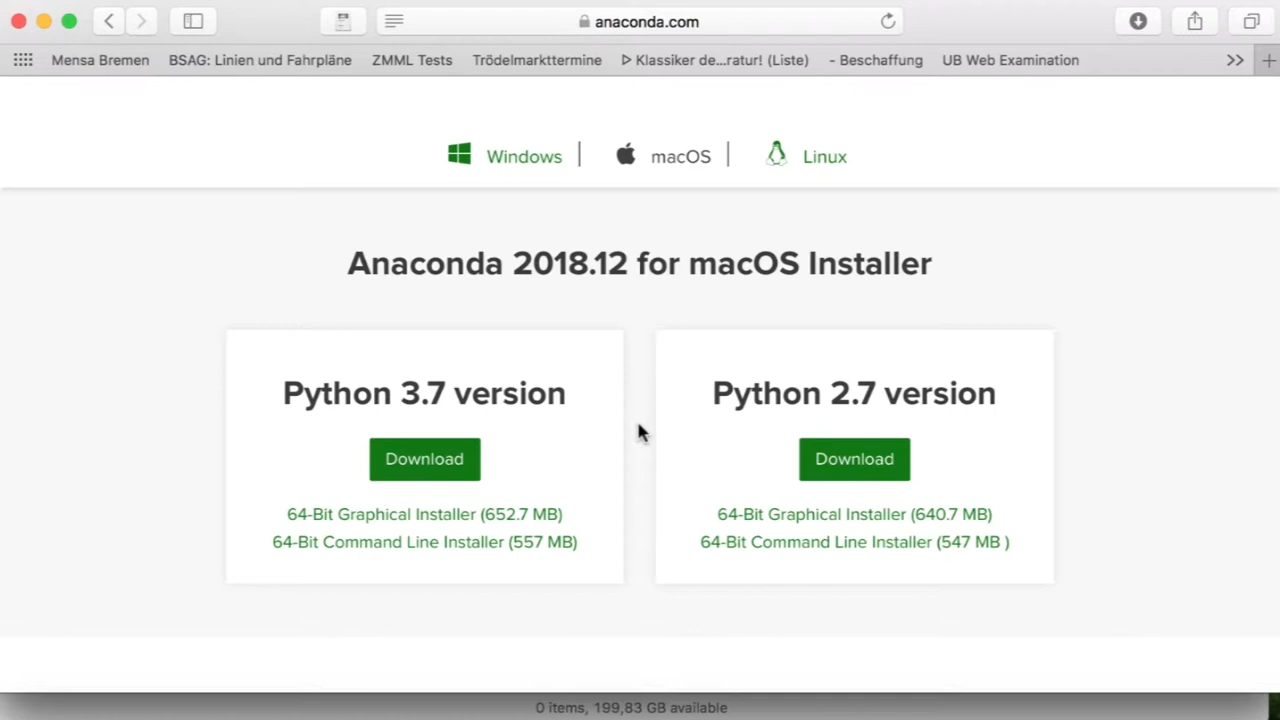 anaconda.com
Mensa Bremen BSAG: Linien und Fahrpläne ZMML Tests Trödelmarkttermine Klassiker de...ratur! (Liste) - Beschaffung UB Web Examination
Windows | macOS | Linux
Anaconda 2018.12 for macOS Installer
Python 3.7 version
Download
64-Bit Graphical Installer (652.7 MB)
64-Bit Command Line Installer (557 MB)
Python 2.7 version
Download
64-Bit Graphical Installer (640.7 MB)
64-Bit Command Line Installer (547 MB )
0 items, 199,83 GB available